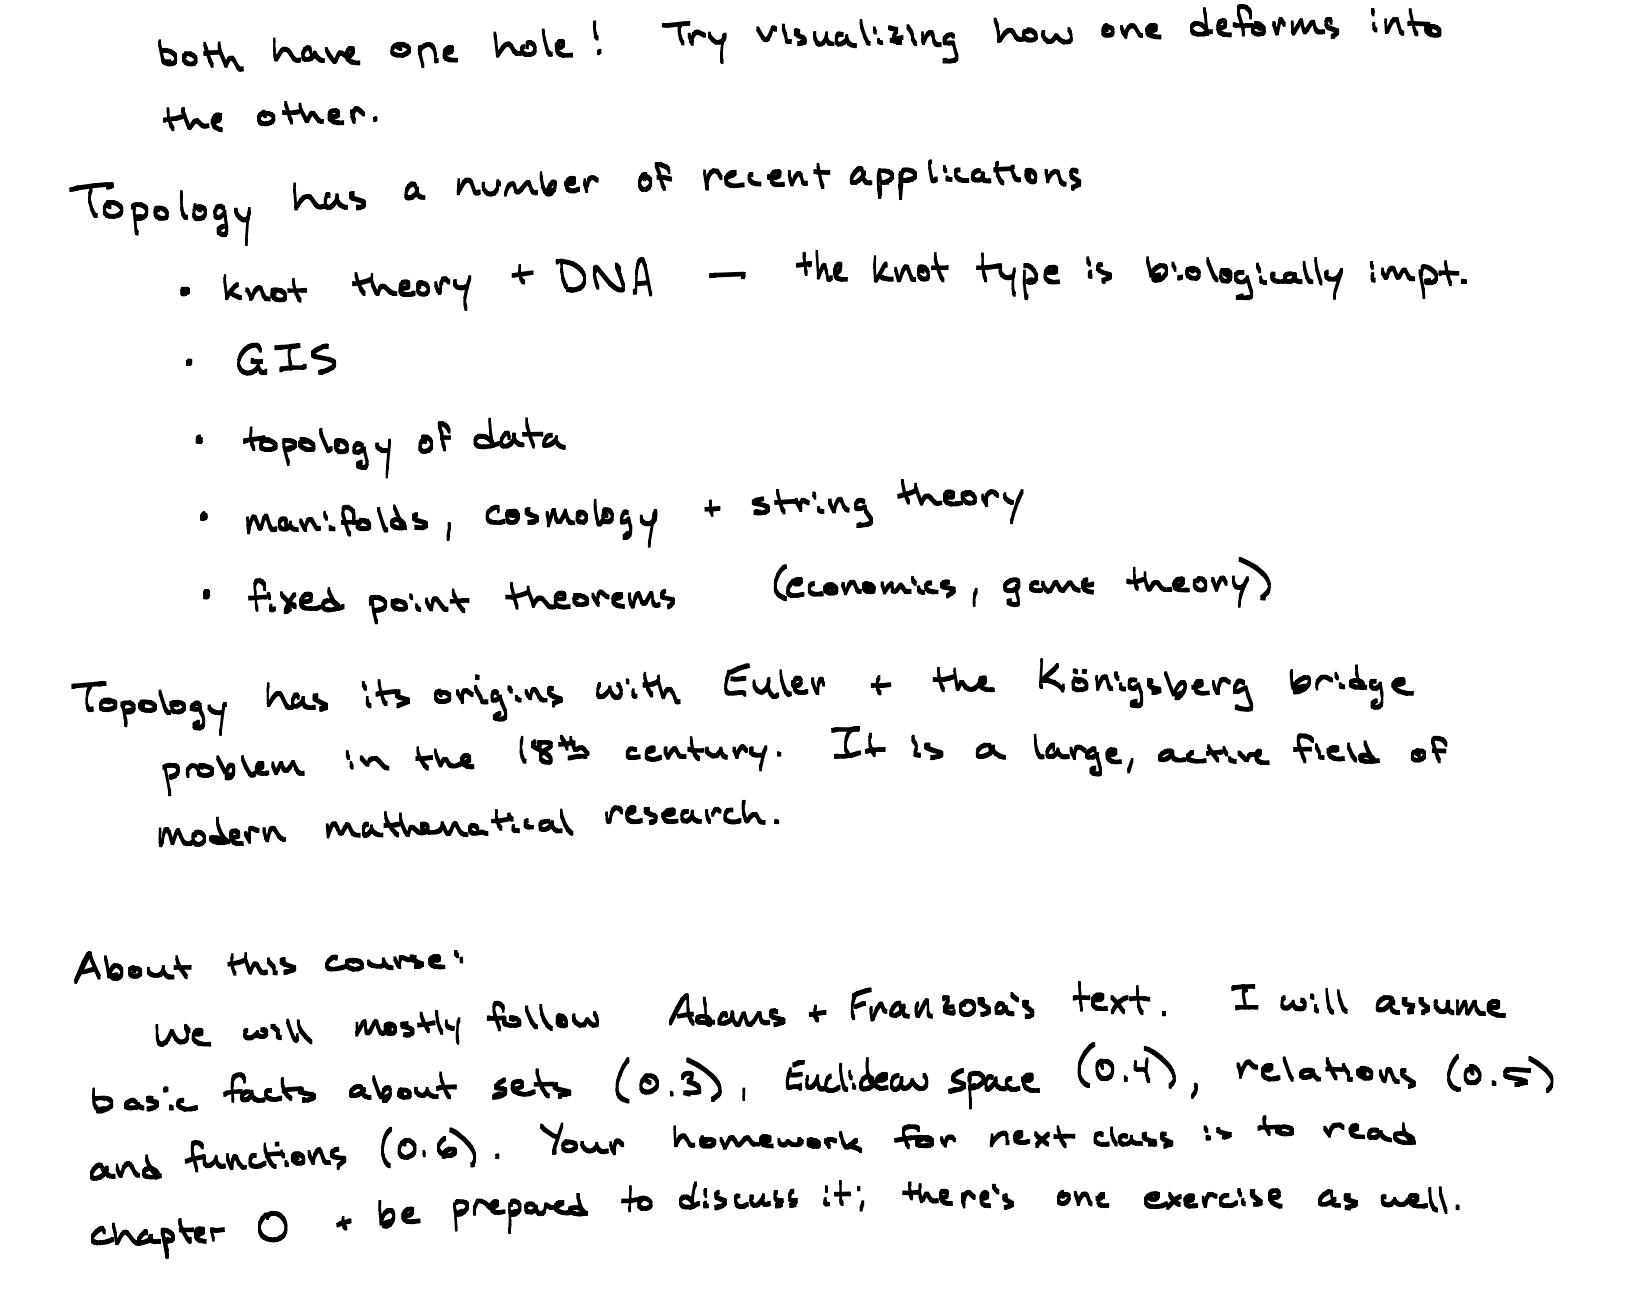 both have one hole! Try visualizing how one deforms into
the other.
Topology has a number of recent applications
• knot theory + DNA — the knot type is biologically impt.
• GIS
• topology of data
• manifolds, cosmology + string theory
• fixed point theorems (economics, game theory)
Topology has its origins with Euler + the Königsberg bridge
problem in the 18th century. It is a large, active field of
modern mathematical research.
About this course:
We will mostly follow Adams + Franzosa's text. I will assume
basic facts about sets (0.3), Euclidean space (0.4), relations (0.5)
and functions (0.6). Your homework for next class is to read
chapter 0 + be prepared to discuss it; there's one exercise as well.